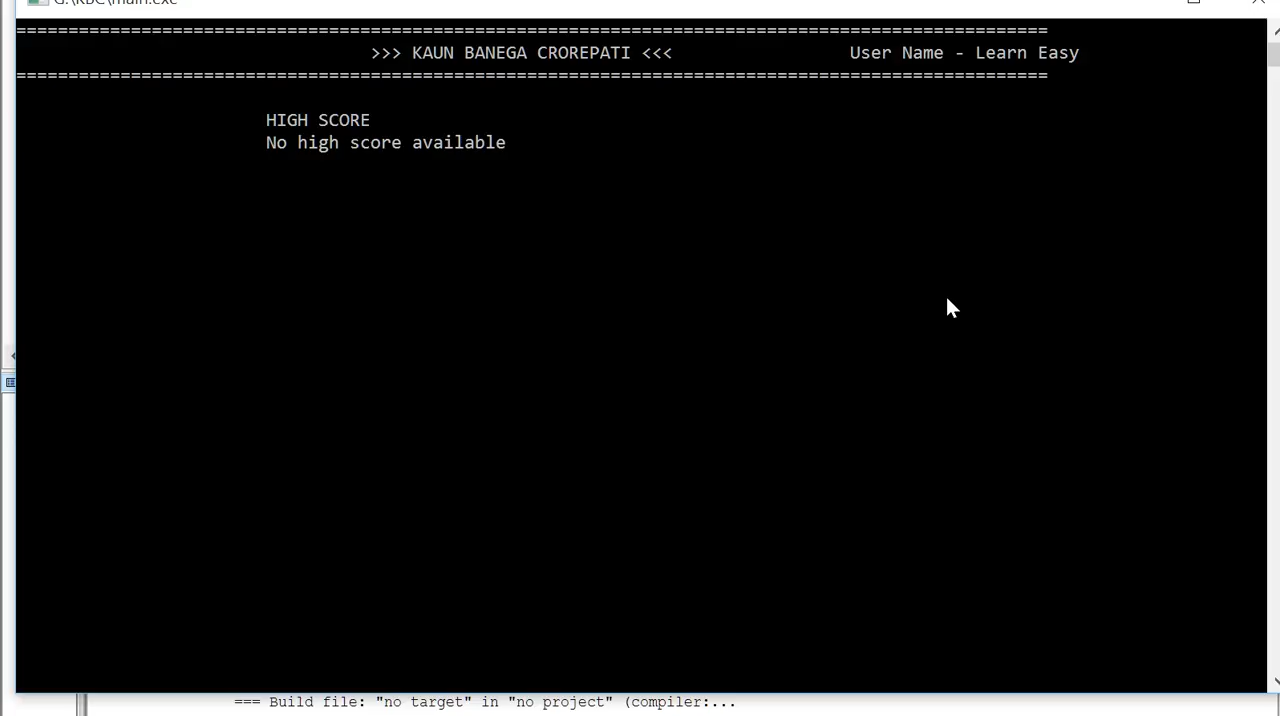 G:\KBC\main.exe
====================================================================================================
>>> KAUN BANEGA CROREPATI <<< User Name - Learn Easy
====================================================================================================
HIGH SCORE
No high score available
=== Build file: "no target" in "no project" (compiler:...